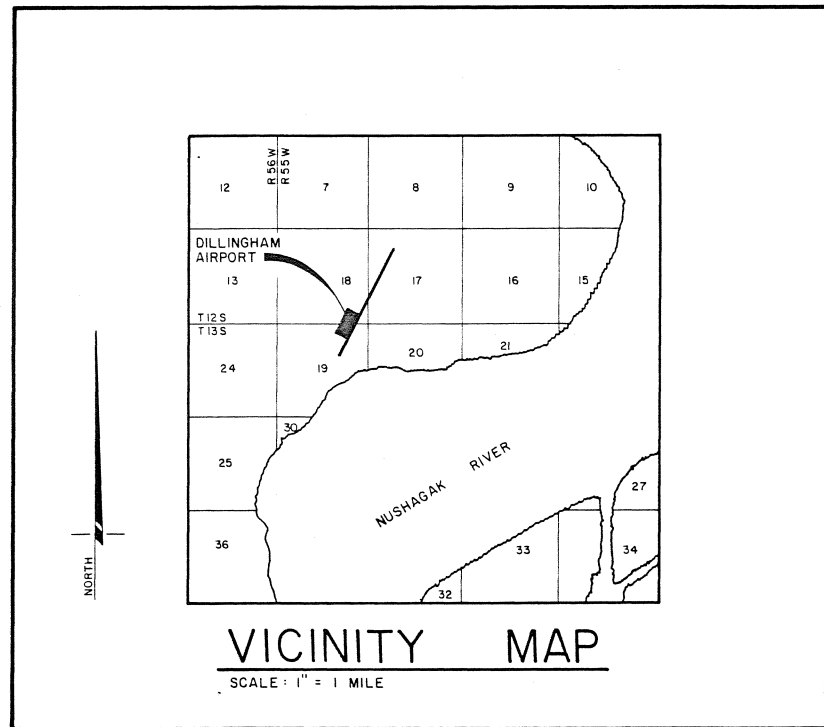 R 56 W
R 55 W
12 7 8 9 10
DILLINGHAM
AIRPORT
13 18 17 16 15
T 12 S
T 13 S
24 19 20 21
30
25
NUSHAGAK RIVER
27
36 33 34
32
NORTH
VICINITY MAP
SCALE : 1" = 1 MILE